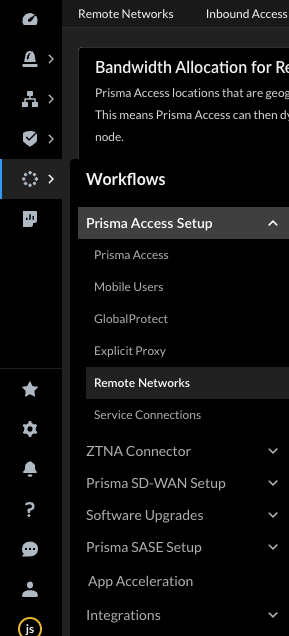 Remote Networks Inbound Access
Bandwidth Allocation for Re
Prisma Access locations that are geog
This means Prisma Access can then dy
node.
Workflows
Prisma Access Setup
Prisma Access
Mobile Users
GlobalProtect
Explicit Proxy
Remote Networks
Service Connections
ZTNA Connector
Prisma SD-WAN Setup
Software Upgrades
Prisma SASE Setup
App Acceleration
Integrations
?
js